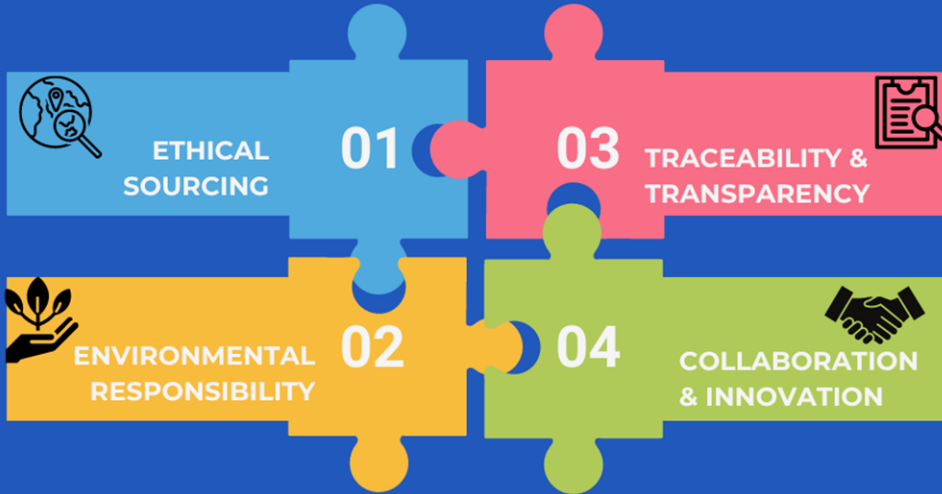 01
ETHICAL
SOURCING
02
ENVIRONMENTAL
RESPONSIBILITY
03
TRACEABILITY &
TRANSPARENCY
04
COLLABORATION
& INNOVATION